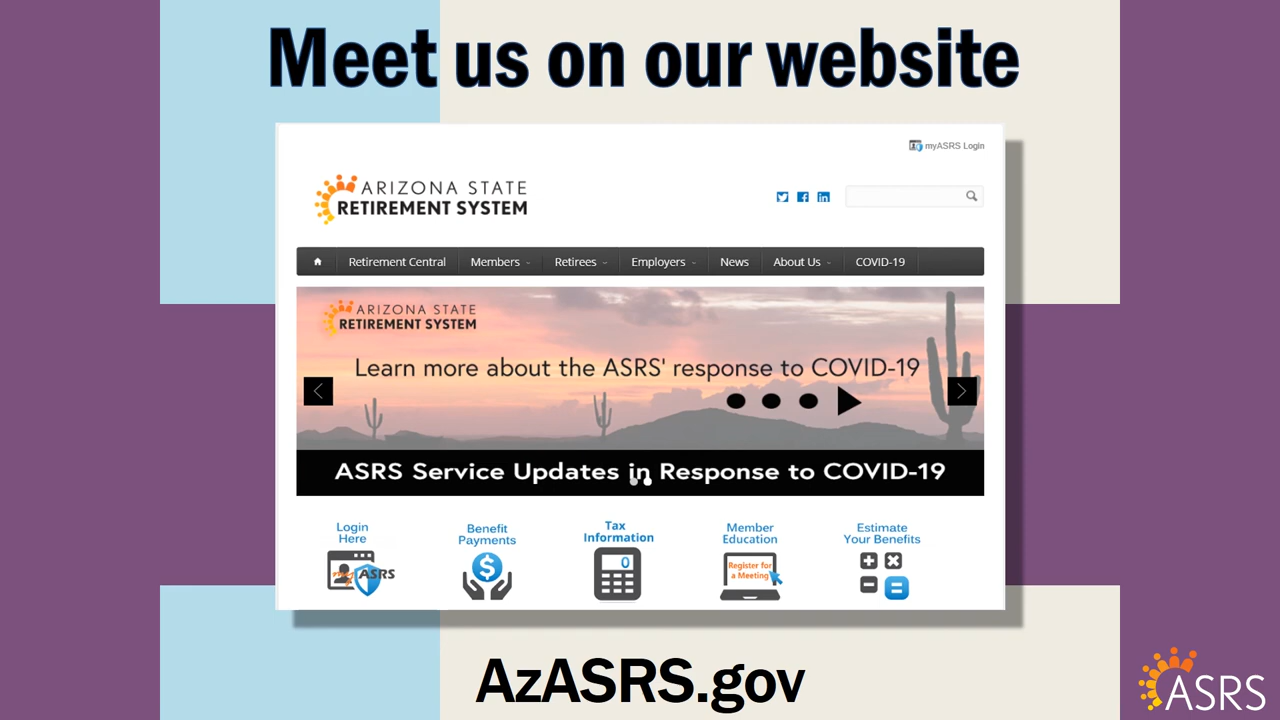 Meet us on our website
myASRS Login
ARIZONA STATE
RETIREMENT SYSTEM
Retirement Central Members Retirees Employers News About Us COVID-19
ARIZONA STATE
RETIREMENT SYSTEM
Learn more about the ASRS' response to COVID-19
ASRS Service Updates in Response to COVID-19
Login
Here
my ASRS
Benefit
Payments
$
Tax
Information
0
Member
Education
Register for
a Meeting
Estimate
Your Benefits
AzASRS.gov
ASRS